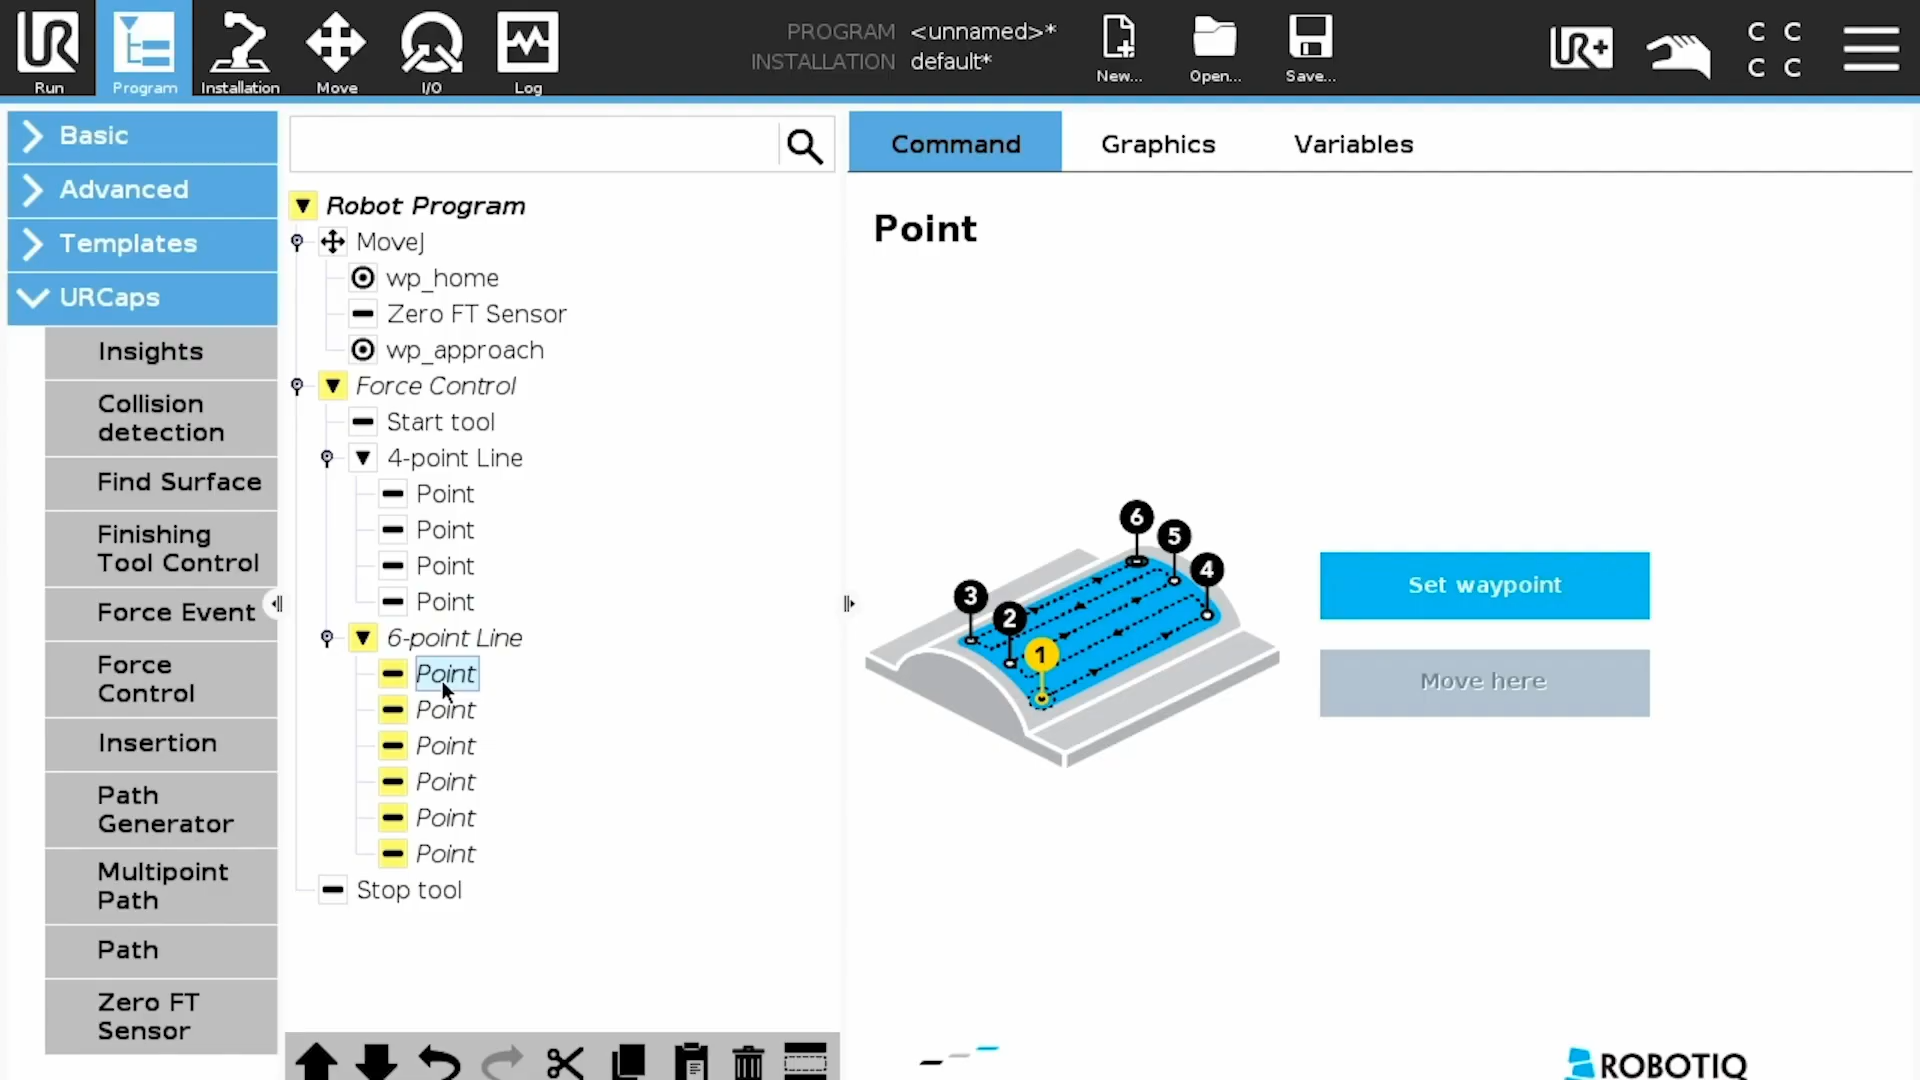 PROGRAM <unnamed>*
INSTALLATION default*
Run
Program
Installation
Move
I/O
Log
New...
Open...
Save...
UR+
C C
C C
Basic
Advanced
Templates
URCaps
Insights
Collision
detection
Find Surface
Finishing
Tool Control
Force Event
Force
Control
Insertion
Path
Generator
Multipoint
Path
Path
Zero FT
Sensor
Robot Program
MoveJ
wp_home
Zero FT Sensor
wp_approach
Force Control
Start tool
4-point Line
Point
Point
Point
Point
6-point Line
Point
Point
Point
Point
Point
Point
Stop tool
Command
Graphics
Variables
Point
6
5
4
3
2
1
Set waypoint
Move here
ROBOTIQ